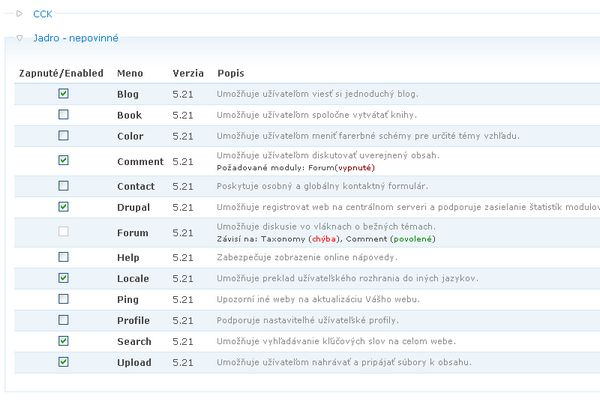 CCK
Jadro - nepovinné
Zapnuté/Enabled Meno Verzia Popis
Blog 5.21 Umožňuje užívateľom viesť si jednoduchý blog.
Book 5.21 Umožňuje užívateľom spoločne vytvátať knihy.
Color 5.21 Umožňuje užívateľom meniť farerbné schémy pre určité témy vzhľadu.
Comment 5.21 Umožňuje užívateľom diskutovať uverejnený obsah.
Požadované moduly: Forum(vypnuté)
Contact 5.21 Poskytuje osobný a globálny kontaktný formulár.
Drupal 5.21 Umožňuje registrovat web na centrálnom serveri a podporuje zasielanie štatistík modulov
Forum 5.21 Umožňuje diskusie vo vláknach o bežných témach.
Závisí na: Taxonomy (chýba), Comment (povolené)
Help 5.21 Zabezpečuje zobrazenie online nápovedy.
Locale 5.21 Umožňuje preklad užívateľského rozhrania do iných jazykov.
Ping 5.21 Upozorní iné weby na aktualizáciu Vášho webu.
Profile 5.21 Podporuje nastaviteľné užívateľské profily.
Search 5.21 Umožňuje vyhľadávanie kľúčových slov na celom webe.
Upload 5.21 Umožňuje užívateľom nahrávať a pripájať súbory k obsahu.